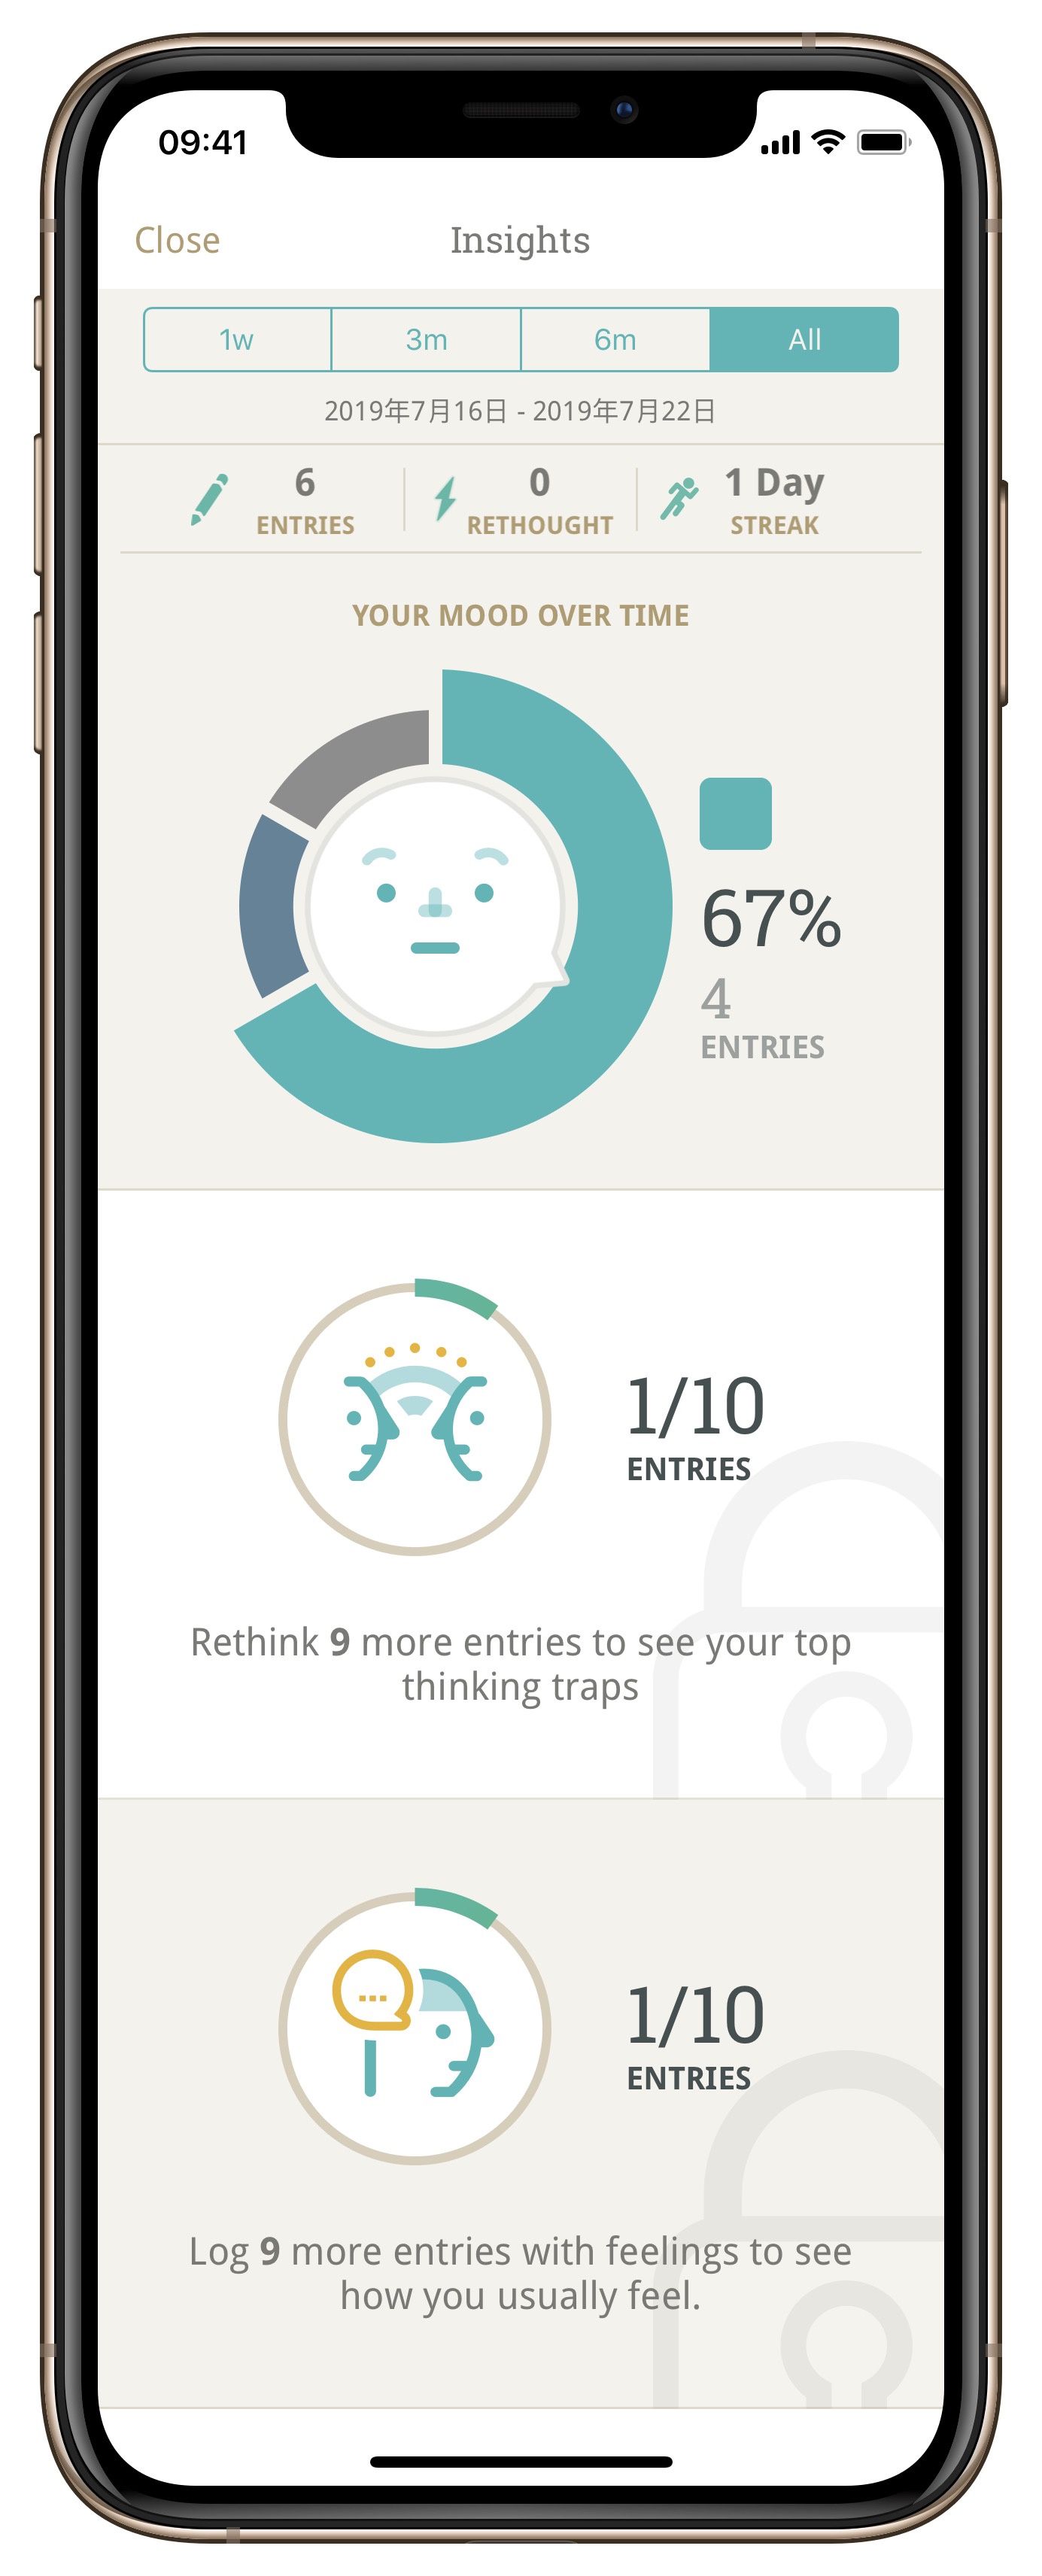 09:41
Close
Insights
1w
3m
6m
All
2019年7月16日 - 2019年7月22日
6
ENTRIES
0
RETHOUGHT
1 Day
STREAK
YOUR MOOD OVER TIME
67%
4
ENTRIES
1/10
ENTRIES
Rethink 9 more entries to see your top
thinking traps
1/10
ENTRIES
Log 9 more entries with feelings to see
how you usually feel.